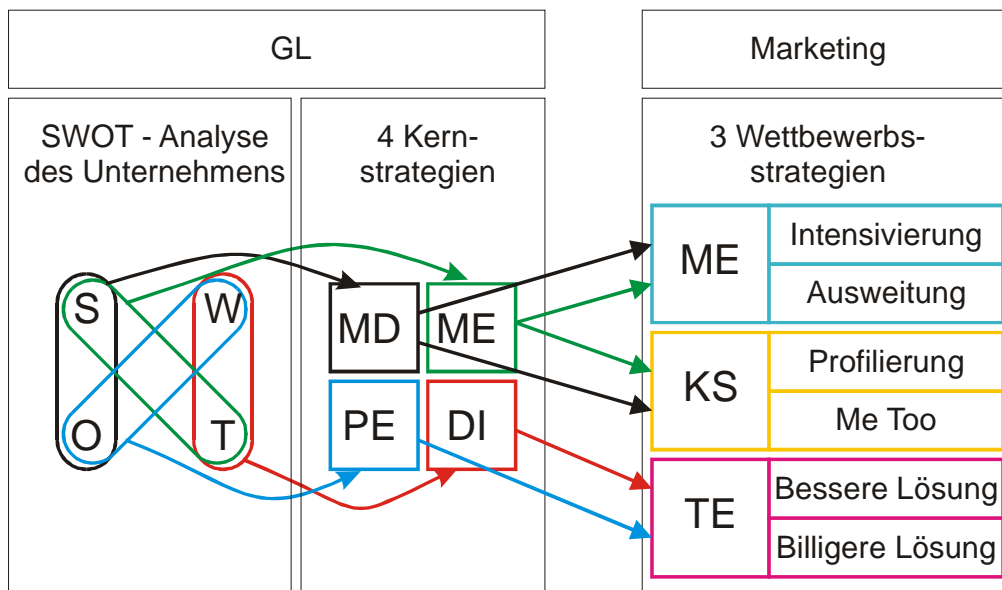 GL
Marketing
SWOT - Analyse
des Unternehmens
4 Kern-
strategien
3 Wettbewerbs-
strategien
S
W
O
T
MD
ME
PE
DI
ME
Intensivierung
Ausweitung
KS
Profilierung
Me Too
TE
Bessere Lösung
Billigere Lösung